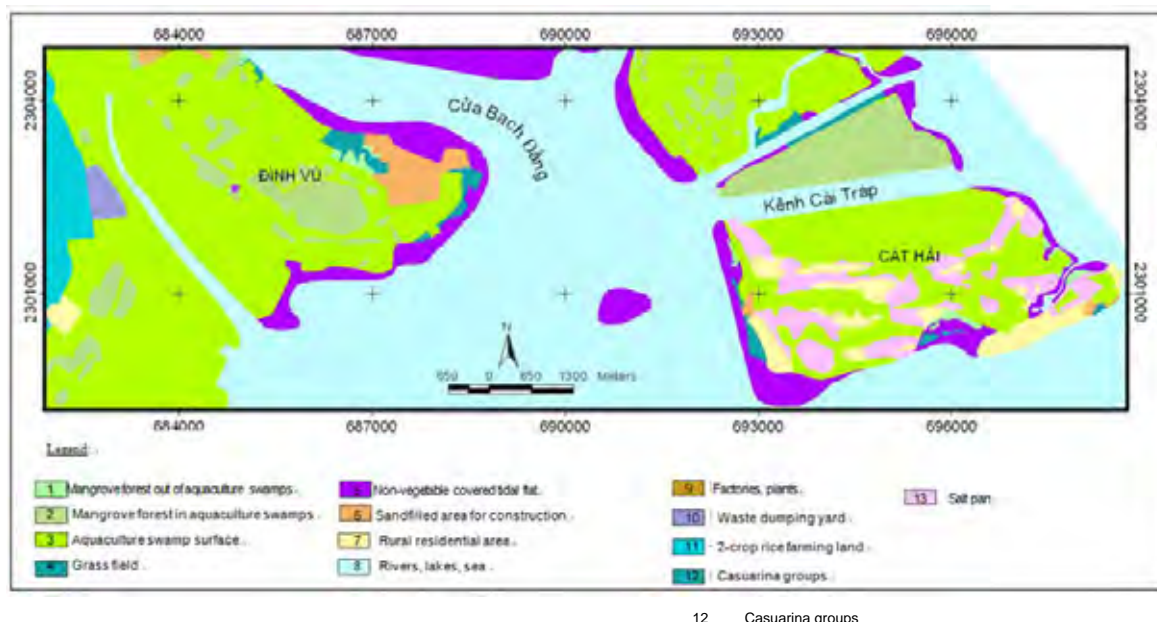 684000 687000 690000 693000 696000
2304000
2304000
Cửa Bạch Đằng
ĐÌNH VŨ
Kênh Cái Tráp
CÁT HẢI
2301000
2301000
N
650 0 650 1300 Meters
684000 687000 690000 693000 696000
Legend:
1 Mangrove forest out of aquaculture swamps.
2 Mangrove forest in aquaculture swamps.
3 Aquaculture swamp surface.
4 Grass field.
5 Non-vegetable covered tidal flat.
6 Sandfilled area for construction.
7 Rural residential area.
8 Rivers, lakes, sea.
9 Factories, plants.
10 Waste dumping yard.
11 2-crop rice farming land.
12 Casuarina groups.
13 Salt pan.
12 Casuarina groups